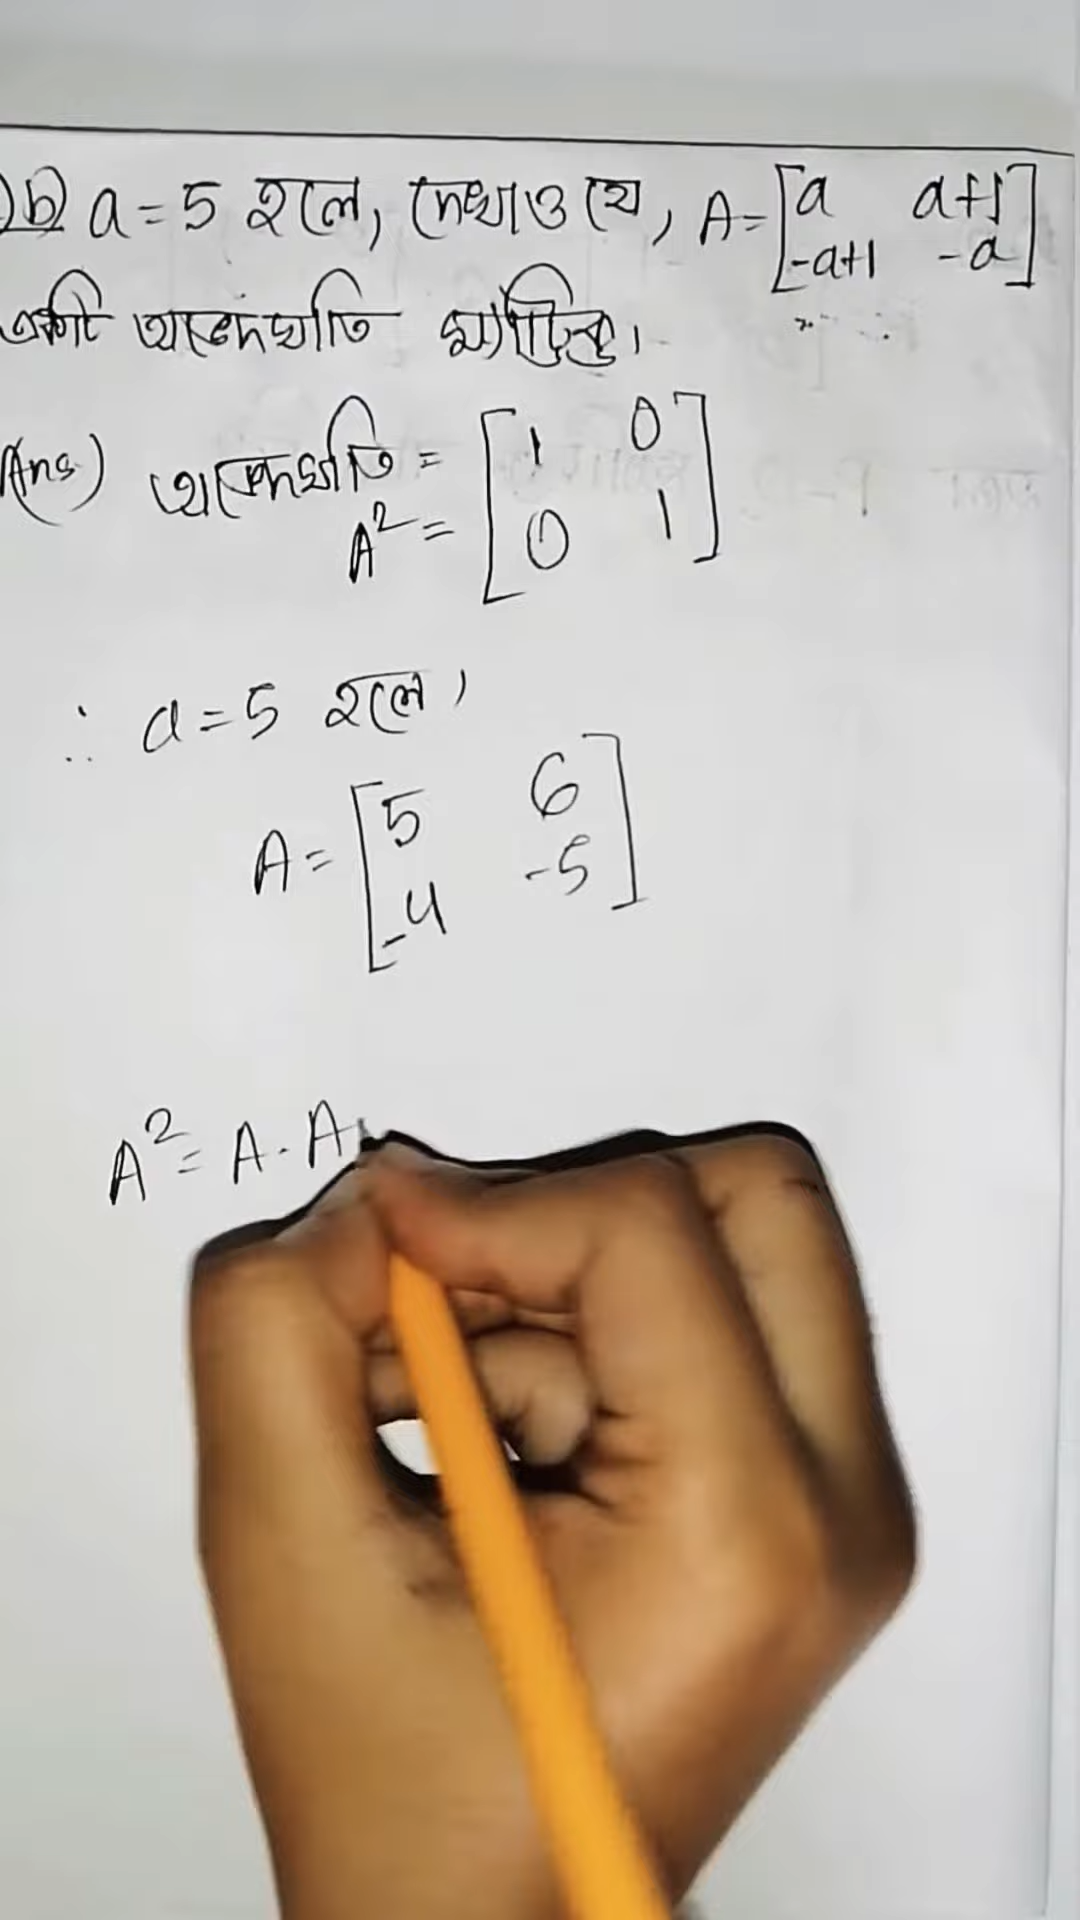 b) a = 5 হলে, দেখাও যে, A = [a a+1
-a+1 -a]
একটি অভেদঘাতি ম্যাট্রিক্স।
Ans) অভেদঘাতি = [1 0
A² = 0 1]
∴ a = 5 হলে,
A = [5 6
-4 -5]
A² = A · A